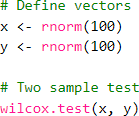 # Define vectors
x <- rnorm(100)
y <- rnorm(100)
# Two sample test
wilcox.test(x, y)